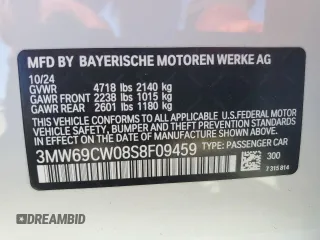 MFD BY BAYERISCHE MOTOREN WERKE AG
10/24
GVWR 4718 lbs 2140 kg
GAWR FRONT 2238 lbs 1015 kg
GAWR REAR 2601 lbs 1180 kg
THIS VEHICLE CONFORMS TO ALL APPLICABLE
FEDERAL MOTOR VEHICLE SAFETY, BUMPER, AND
THEFT PREVENTION STANDARDS IN EFFECT ON THE
DATE OF MANUFACTURE SHOWN ABOVE.
3MW69CW08S8F09459 TYPE: PASSENGER CAR
300
7 315 814
© IDRIVEAMBID